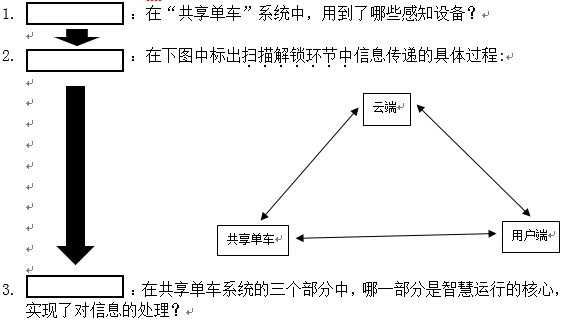 1. ：在“共享单车”系统中，用到了哪些感知设备？
2. ：在下图中标出扫描解锁环节中信息传递的具体过程:
云端
共享单车
用户端
3. ：在共享单车系统的三个部分中，哪一部分是智慧运行的核心，
实现了对信息的处理？